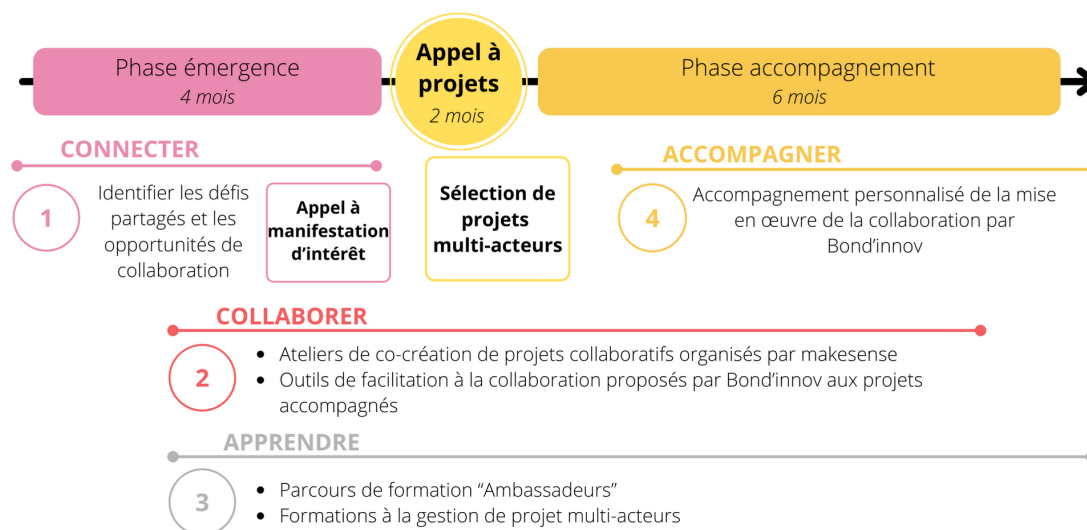 Phase émergence
4 mois
Appel à
projets
2 mois
Phase accompagnement
6 mois
CONNECTER
1
Identifier les défis
partagés et les
opportunités de
collaboration
Appel à
manifestation
d'intérêt
Sélection de
projets
multi-acteurs
ACCOMPAGNER
4
Accompagnement personnalisé de la mise
en œuvre de la collaboration par
Bond'innov
COLLABORER
2
• Ateliers de co-création de projets collaboratifs organisés par makesense
• Outils de facilitation à la collaboration proposés par Bond'innov aux projets
accompagnés
APPRENDRE
3
• Parcours de formation “Ambassadeurs”
• Formations à la gestion de projet multi-acteurs